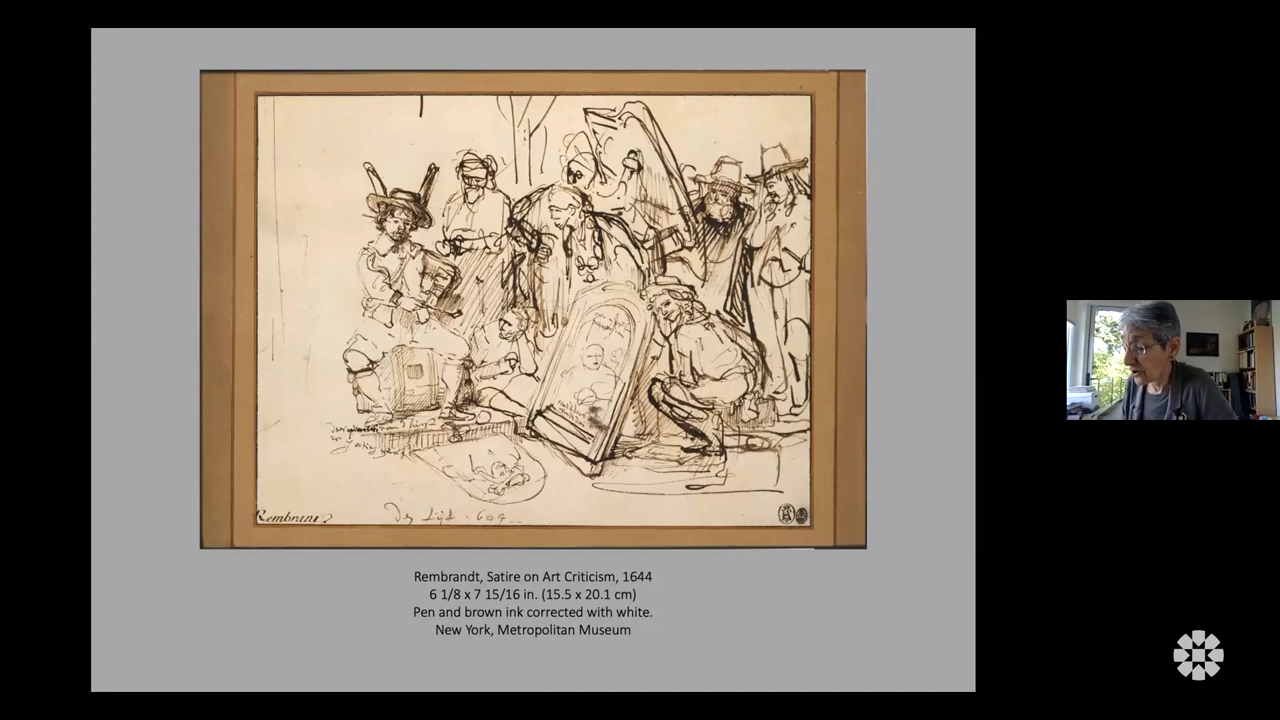 Rembrant
Rembrandt, Satire on Art Criticism, 1644
6 1/8 x 7 15/16 in. (15.5 x 20.1 cm)
Pen and brown ink corrected with white.
New York, Metropolitan Museum